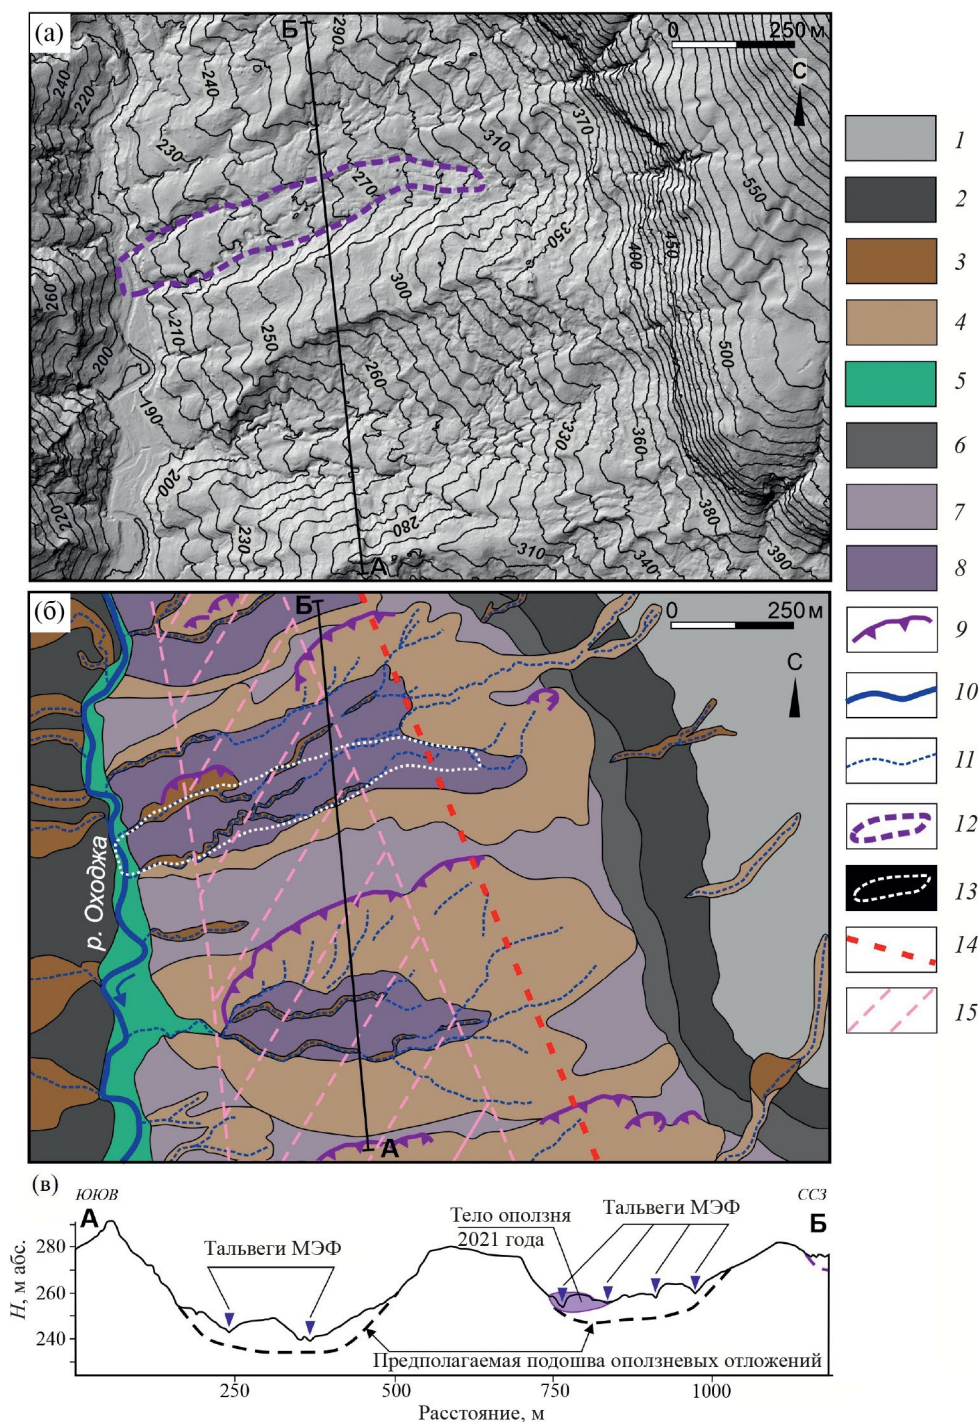 (а)
Б
290
0 250 м
С
240
220
240
230
310
370
270
550
350
450
400
260
300
210
250
500
200
260
190
330
360
200
220
280
230
380
А
310
340
390
1
2
3
4
5
6
7
8
9
10
11
12
13
14
15
(б)
Б
0 250 м
С
р. Оходжа
А
(в)
ЮЮВ
ССЗ
А
Б
Тело оползня
2021 года
Тальвеги МЭФ
Тальвеги МЭФ
H, м абс.
280
260
240
Предполагаемая подошва оползневых отложений
250 500 750 1000
Расстояние, м